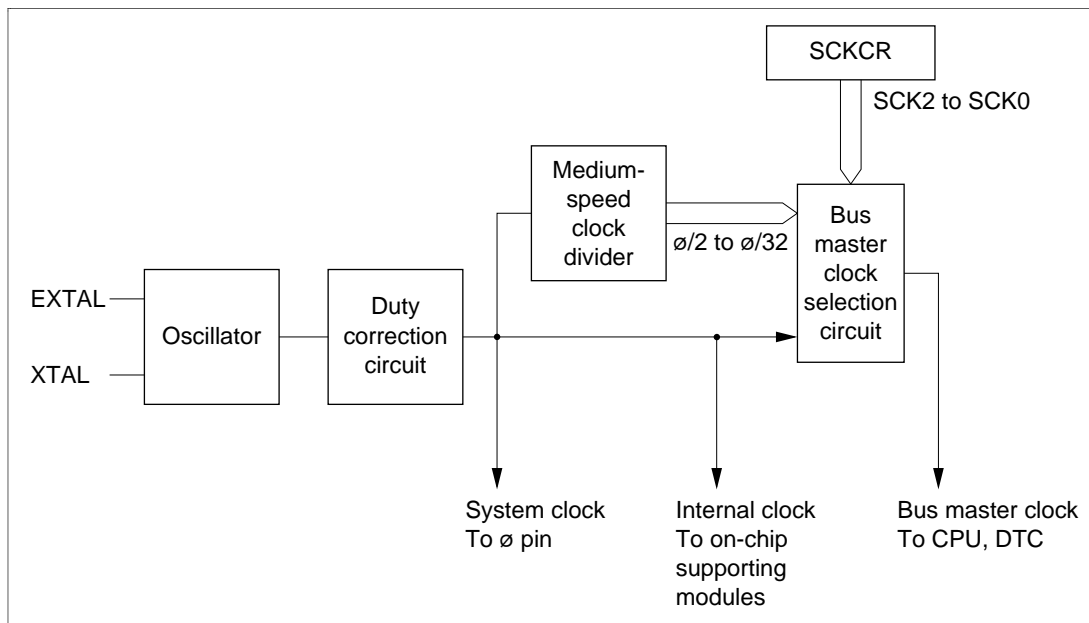 SCKCR
SCK2 to SCK0
Medium-
speed
clock
divider
ø/2 to ø/32
Bus
master
clock
selection
circuit
EXTAL
XTAL
Oscillator
Duty
correction
circuit
System clock
To ø pin
Internal clock
To on-chip
supporting
modules
Bus master clock
To CPU, DTC